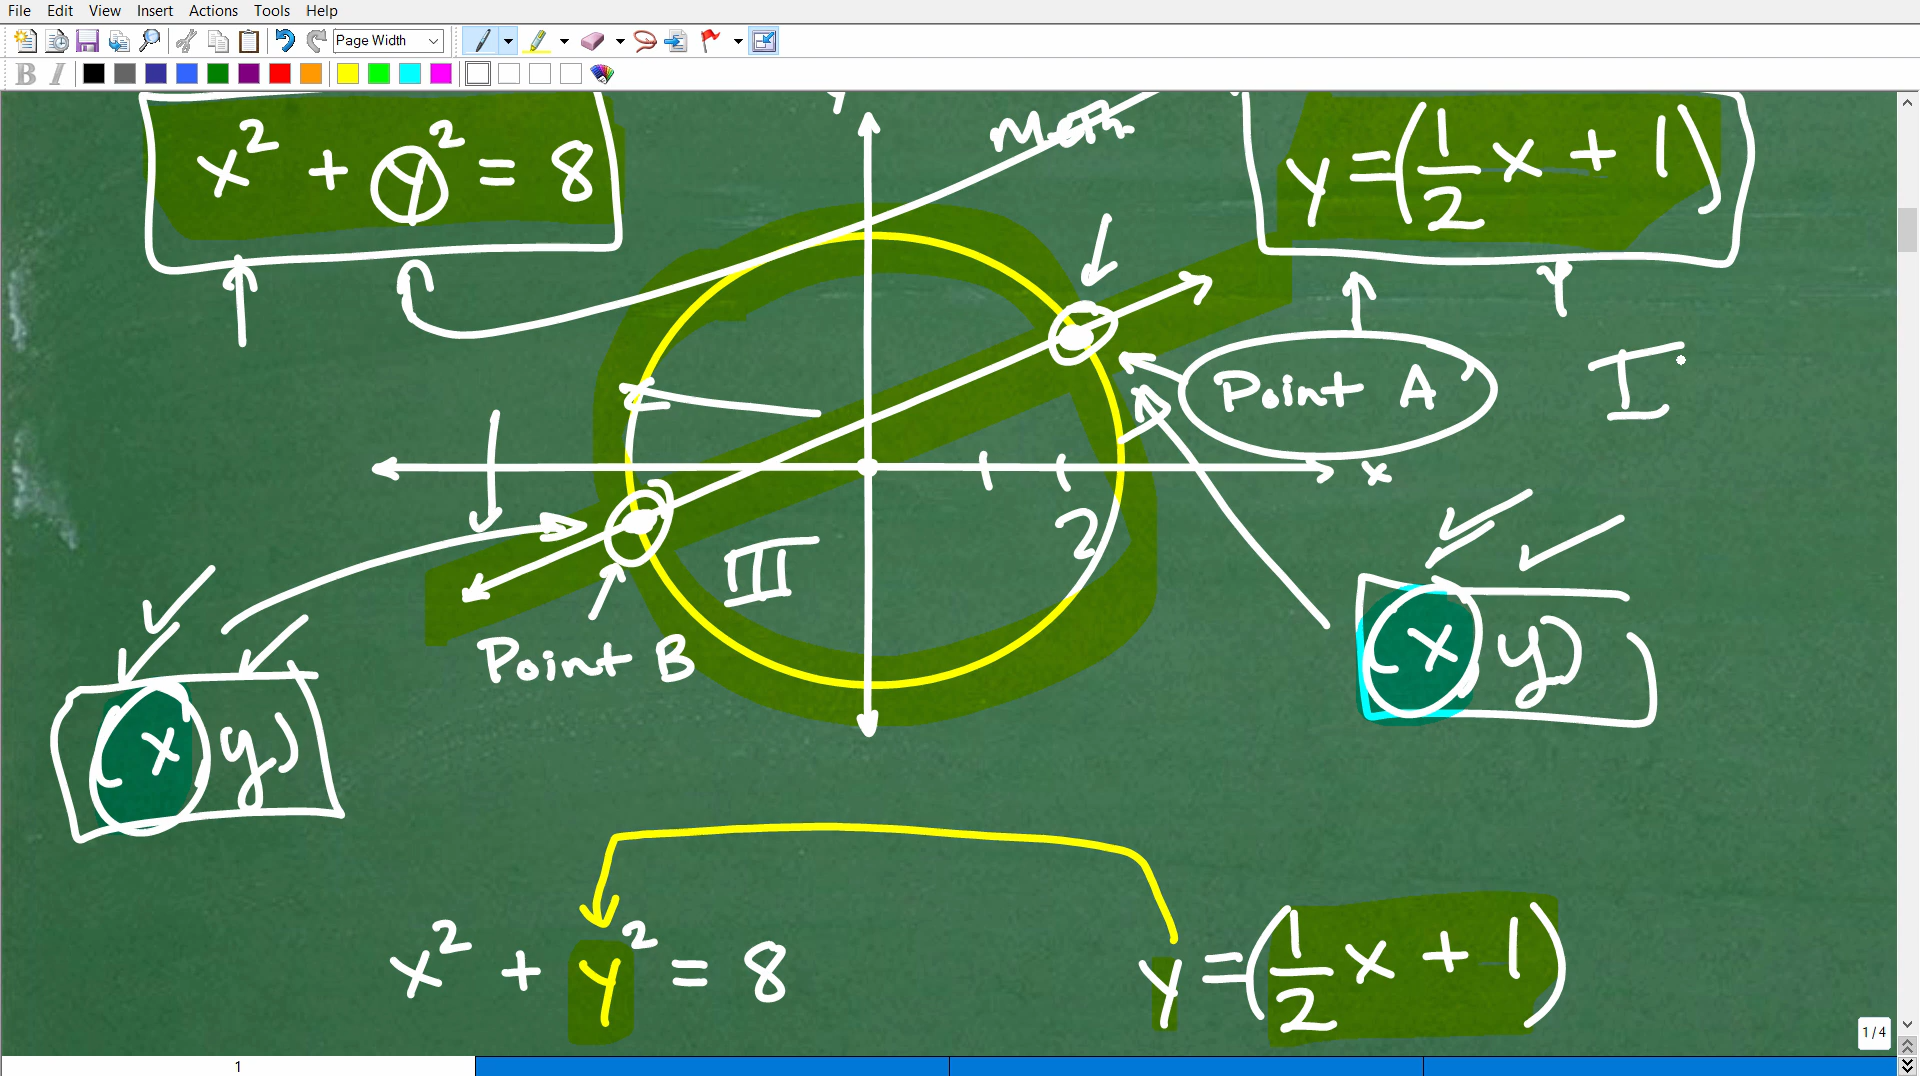 File Edit View Insert Actions Tools Help
Page Width
B I
x² + y² = 8
Math
y = (1/2 x + 1)
Point A
I
x
2
III
Point B
(x y)
(x y)
x² + y² = 8
y = (1/2 x + 1)
1 / 4
1